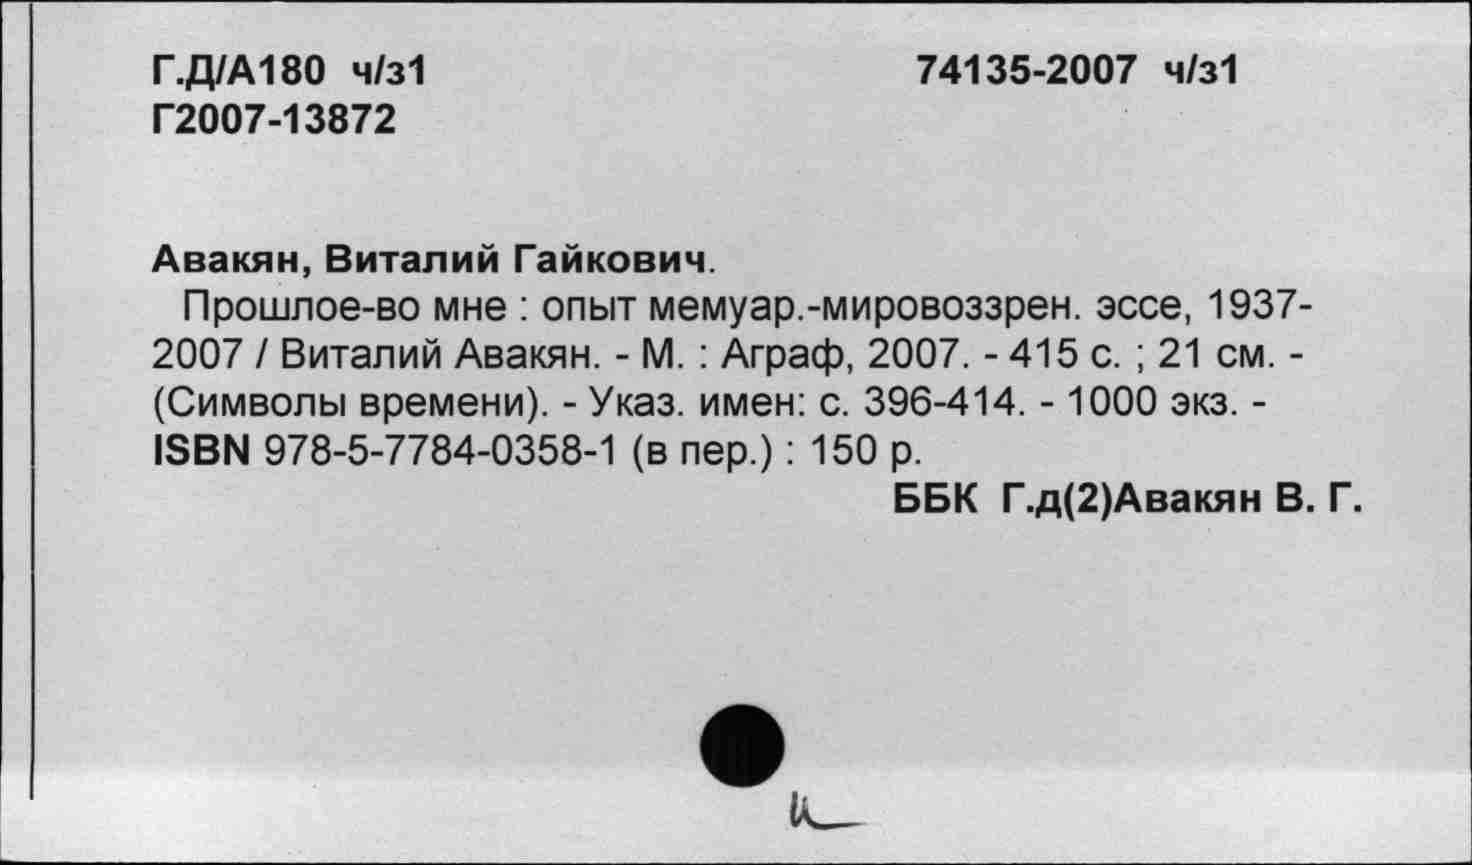 Г.Д/А180 ч/з1 74135-2007 ч/з1
Г2007-13872
Авакян, Виталий Гайкович.
Прошлое-во мне : опыт мемуар.-мировоззрен. эссе, 1937-
2007 / Виталий Авакян. - М. : Аграф, 2007. - 415 с. ; 21 см. -
(Символы времени). - Указ. имен: с. 396-414. - 1000 экз. -
ISBN 978-5-7784-0358-1 (в пер.) : 150 р.
ББК Г.д(2)Авакян В. Г.